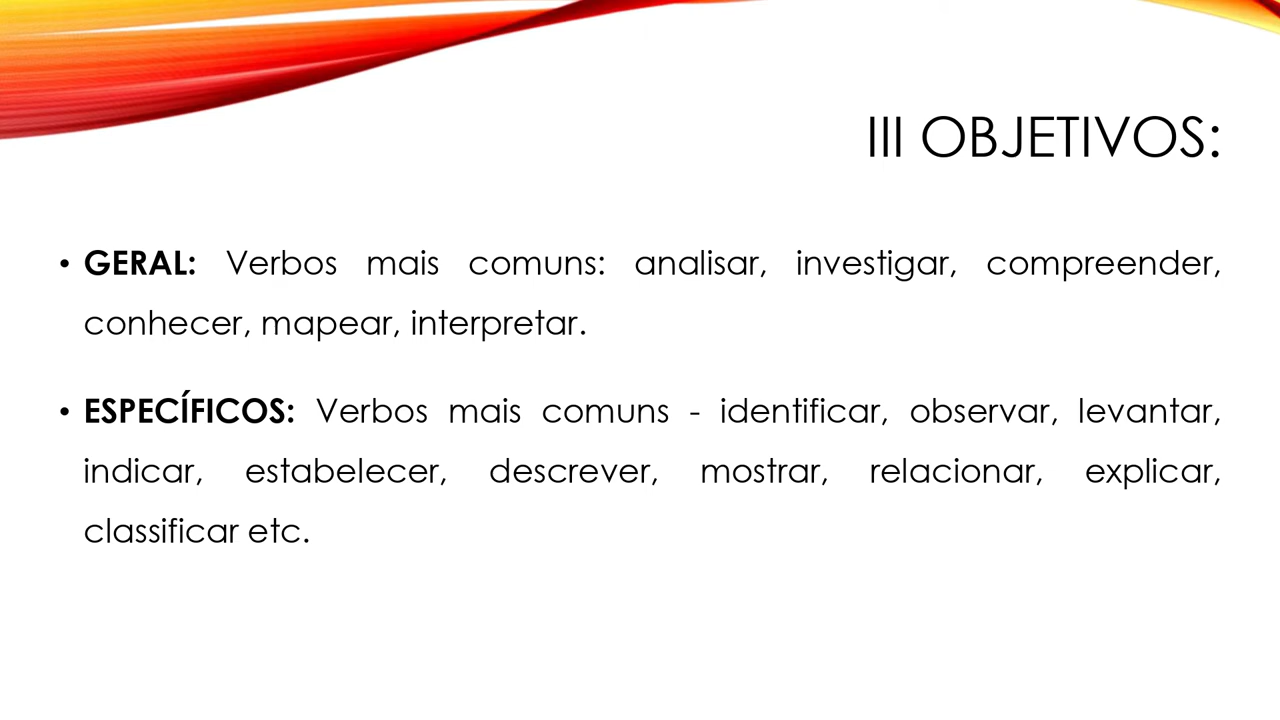 III OBJETIVOS:
• GERAL: Verbos mais comuns: analisar, investigar, compreender,
conhecer, mapear, interpretar.
• ESPECÍFICOS: Verbos mais comuns - identificar, observar, levantar,
indicar, estabelecer, descrever, mostrar, relacionar, explicar,
classificar etc.